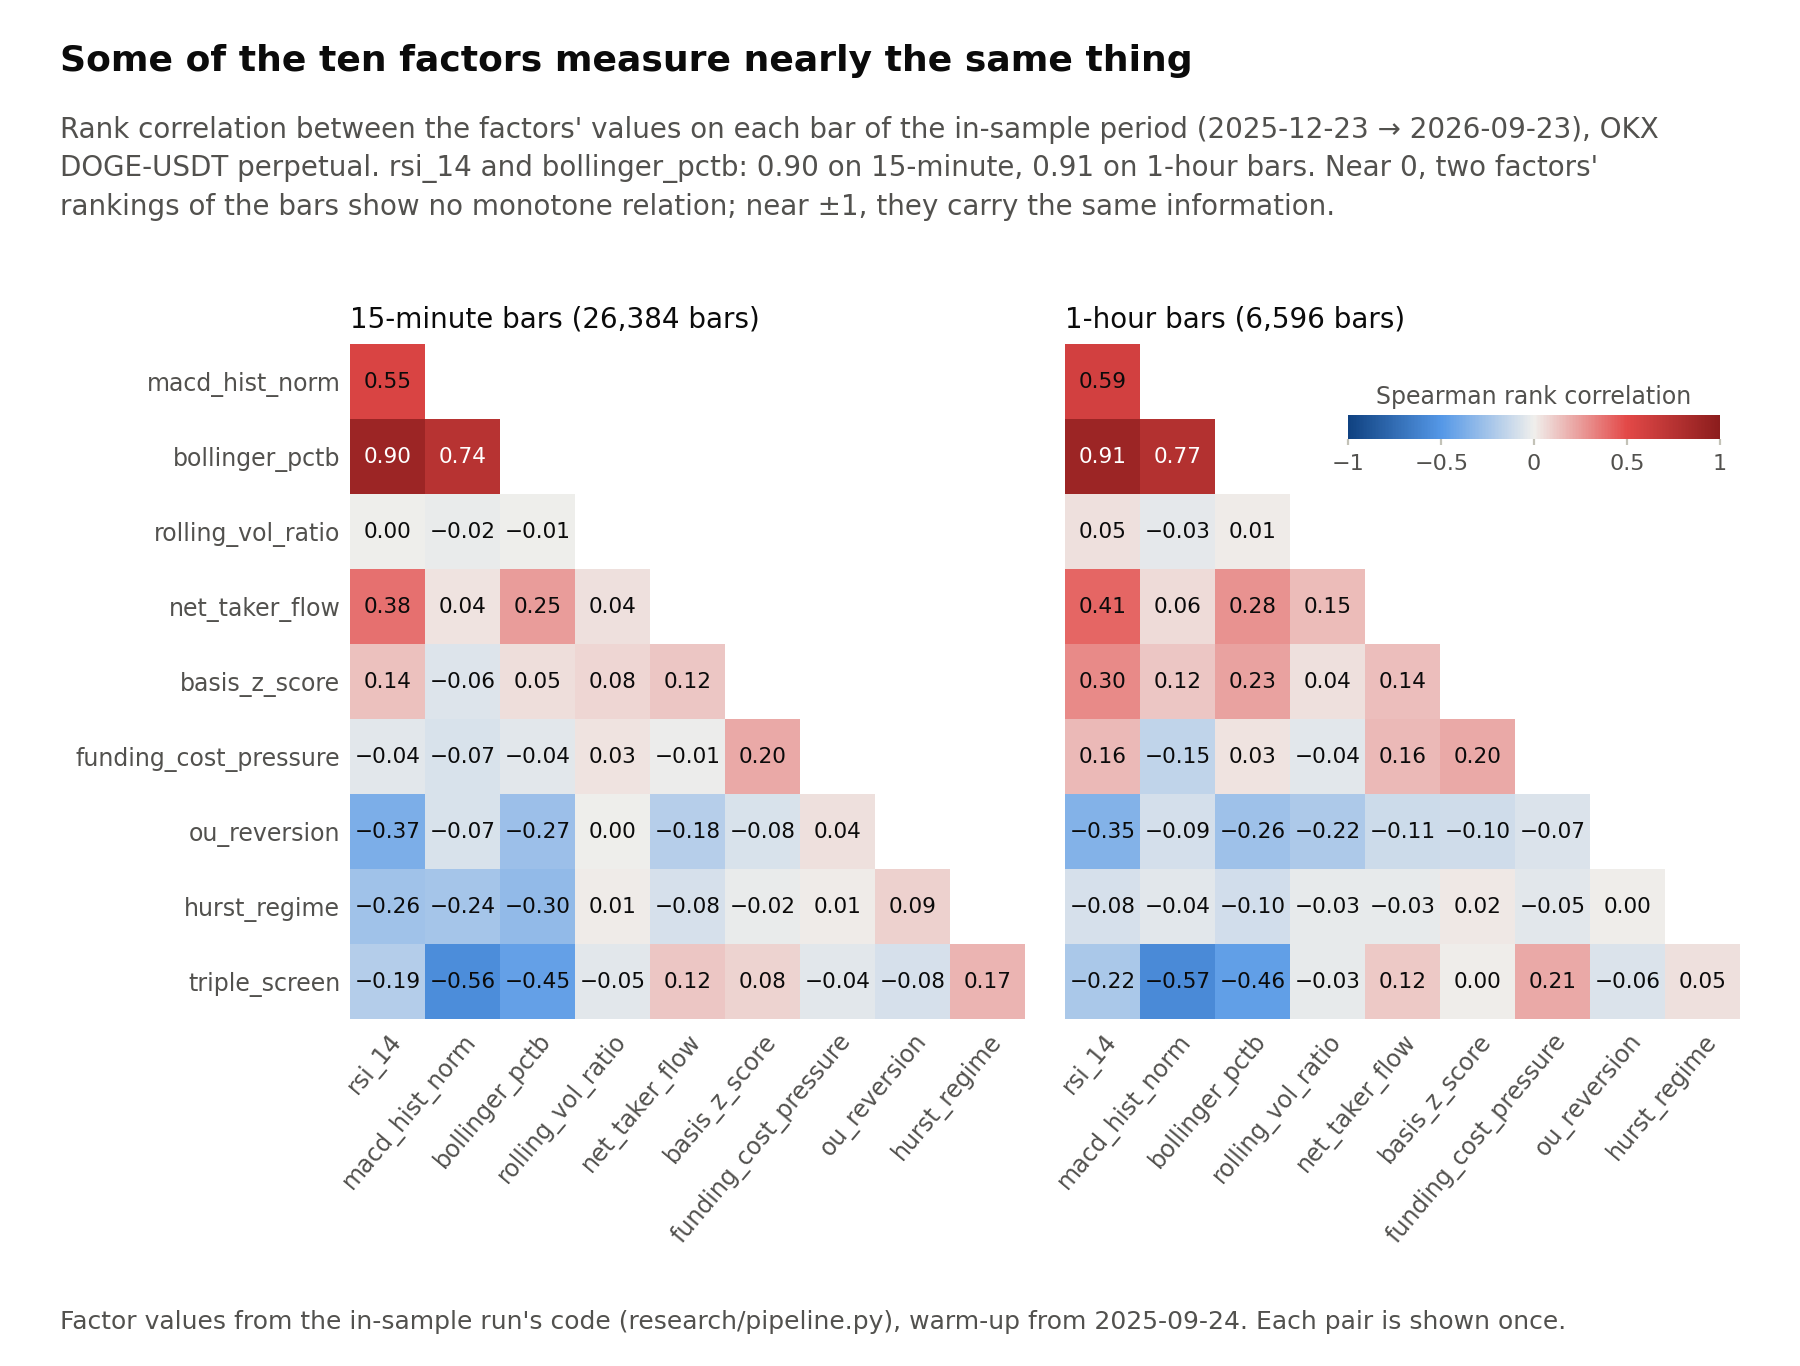 Some of the ten factors measure nearly the same thing
Rank correlation between the factors' values on each bar of the in-sample period (2025-12-23 → 2026-09-23), OKX
DOGE-USDT perpetual. rsi_14 and bollinger_pctb: 0.90 on 15-minute, 0.91 on 1-hour bars. Near 0, two factors'
rankings of the bars show no monotone relation; near ±1, they carry the same information.
15-minute bars (26,384 bars)
macd_hist_norm 0.55
bollinger_pctb 0.90 0.74
rolling_vol_ratio 0.00 −0.02 −0.01
net_taker_flow 0.38 0.04 0.25 0.04
basis_z_score 0.14 −0.06 0.05 0.08 0.12
funding_cost_pressure −0.04 −0.07 −0.04 0.03 −0.01 0.20
ou_reversion −0.37 −0.07 −0.27 0.00 −0.18 −0.08 0.04
hurst_regime −0.26 −0.24 −0.30 0.01 −0.08 −0.02 0.01 0.09
triple_screen −0.19 −0.56 −0.45 −0.05 0.12 0.08 −0.04 −0.08 0.17
rsi_14
macd_hist_norm
bollinger_pctb
rolling_vol_ratio
net_taker_flow
basis_z_score
funding_cost_pressure
ou_reversion
hurst_regime
1-hour bars (6,596 bars)
0.59
0.91 0.77
0.05 −0.03 0.01
0.41 0.06 0.28 0.15
0.30 0.12 0.23 0.04 0.14
0.16 −0.15 0.03 −0.04 0.16 0.20
−0.35 −0.09 −0.26 −0.22 −0.11 −0.10 −0.07
−0.08 −0.04 −0.10 −0.03 −0.03 0.02 −0.05 0.00
−0.22 −0.57 −0.46 −0.03 0.12 0.00 0.21 −0.06 0.05
rsi_14
macd_hist_norm
bollinger_pctb
rolling_vol_ratio
net_taker_flow
basis_z_score
funding_cost_pressure
ou_reversion
hurst_regime
Spearman rank correlation
−1 −0.5 0 0.5 1
Factor values from the in-sample run's code (research/pipeline.py), warm-up from 2025-09-24. Each pair is shown once.